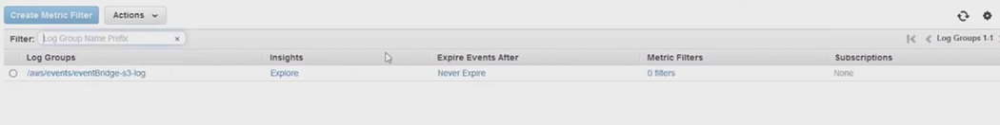 Create Metric Filter Actions
Filter: Log Group Name Prefix × Log Groups 1-1
Log Groups Insights Expire Events After Metric Filters Subscriptions
/aws/events/eventBridge-s3-log Explore Never Expire 0 filters None